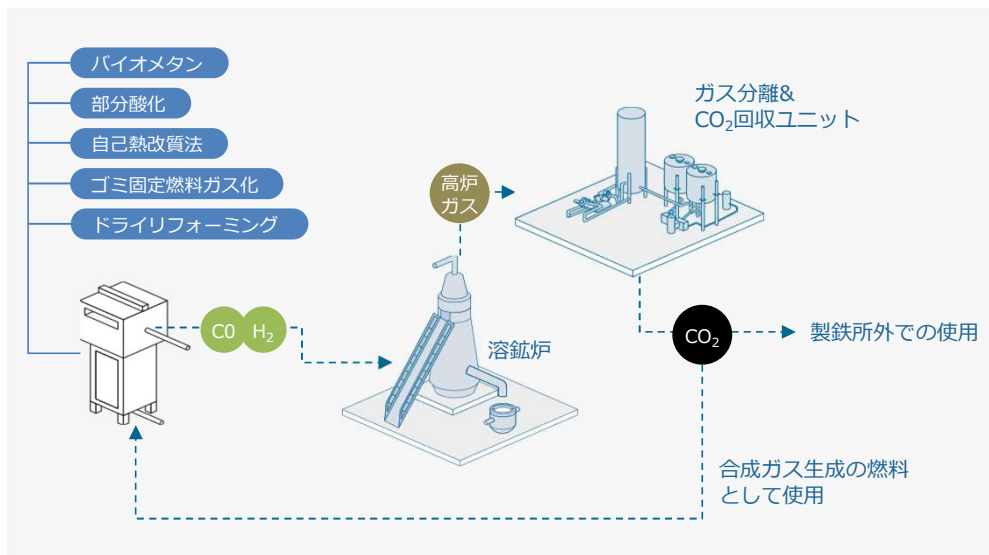 バイオメタン
部分酸化
自己熱改質法
ゴミ固定燃料ガス化
ドライリフォーミング
C0 H₂
溶鉱炉
高炉
ガス
ガス分離&
CO₂回収ユニット
CO₂
製鉄所外での使用
合成ガス生成の燃料
として使用